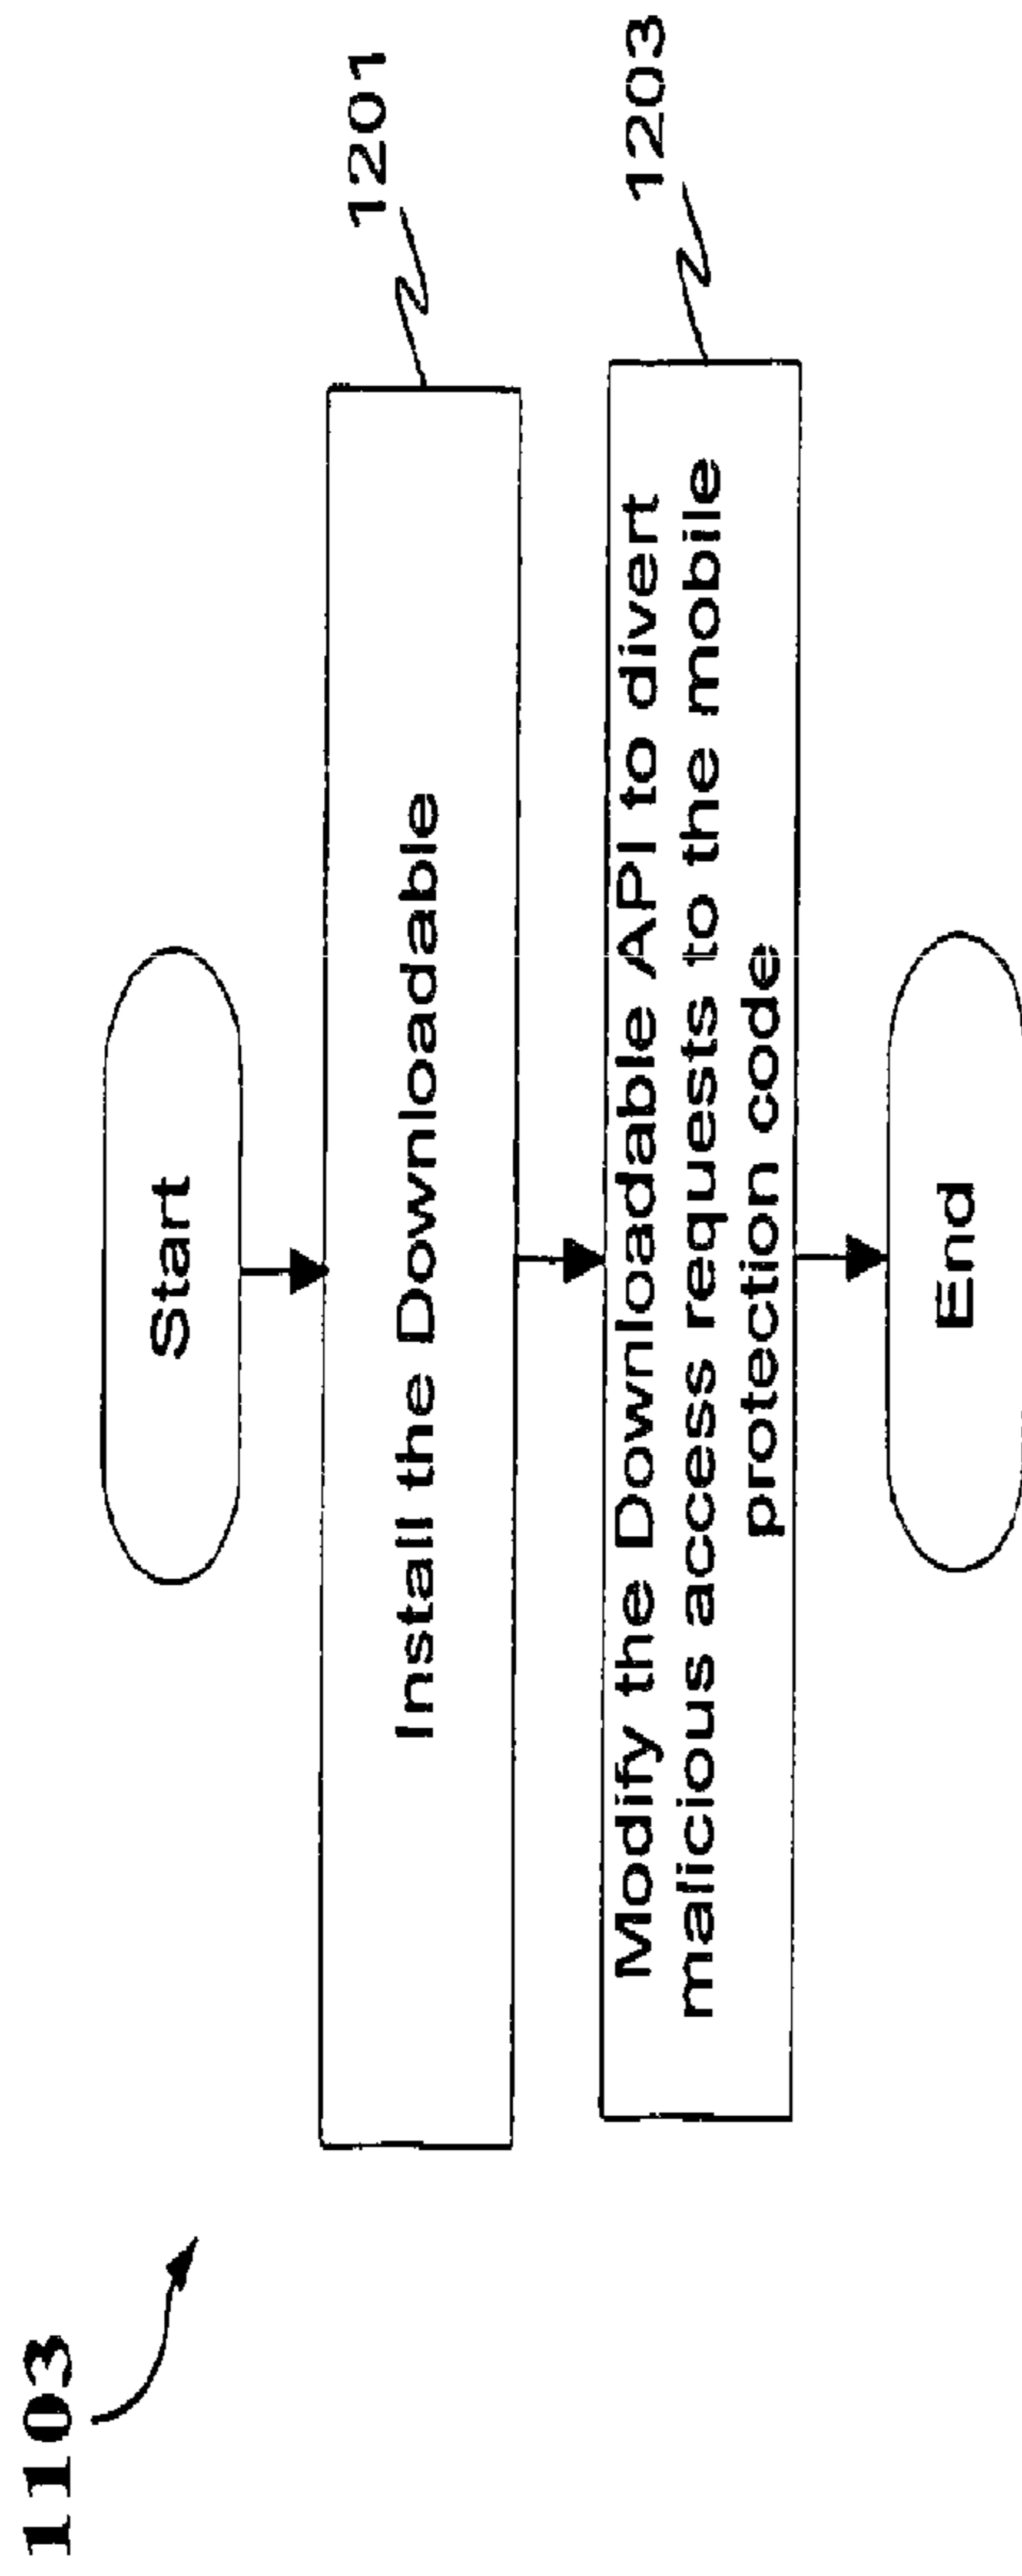 1103
Start
Install the Downloadable
1201
Modify the Downloadable API to divert
malicious access requests to the mobile
protection code
1203
End